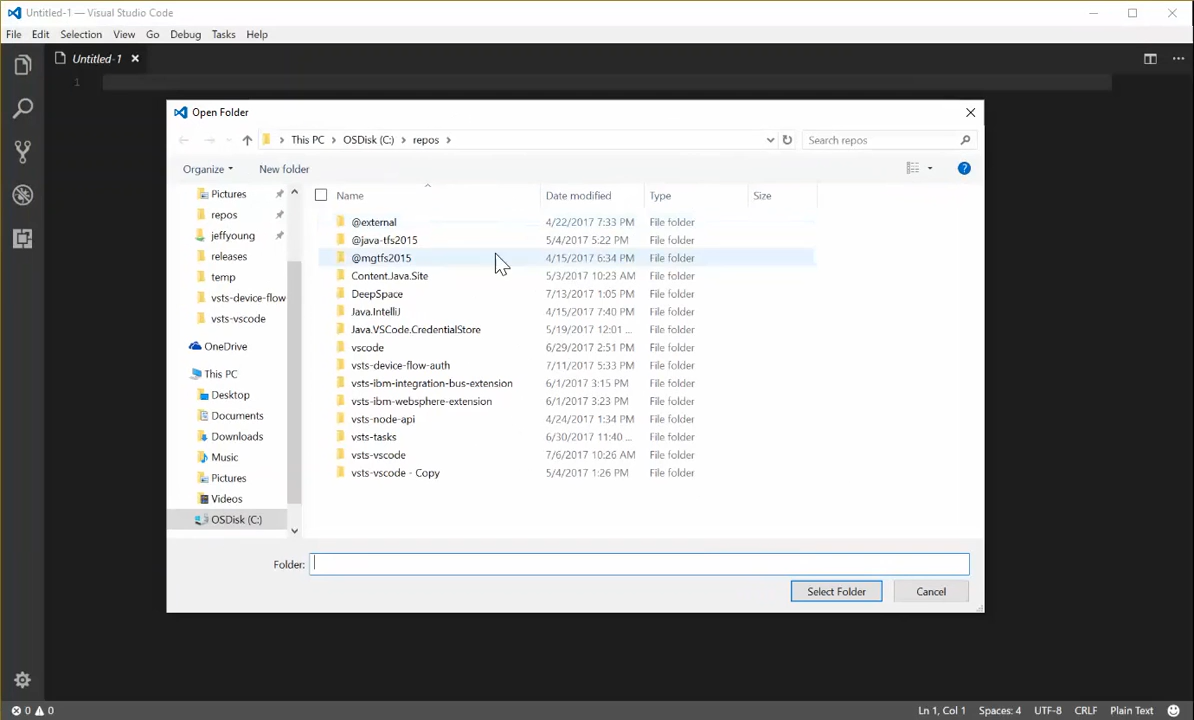 Untitled-1 — Visual Studio Code
File Edit Selection View Go Debug Tasks Help
Untitled-1
1
Open Folder
This PC > OSDisk (C:) > repos >
Search repos
Organize
New folder
Name Date modified Type Size
Pictures
repos
jeffyoung
releases
temp
vsts-device-flow
vsts-vscode
OneDrive
This PC
Desktop
Documents
Downloads
Music
Pictures
Videos
OSDisk (C:)
@external 4/22/2017 7:33 PM File folder
@java-tfs2015 5/4/2017 5:22 PM File folder
@mgtfs2015 4/15/2017 6:34 PM File folder
Content.Java.Site 5/3/2017 10:23 AM File folder
DeepSpace 7/13/2017 1:05 PM File folder
Java.IntelliJ 4/15/2017 7:40 PM File folder
Java.VSCode.CredentialStore 5/19/2017 12:01 ... File folder
vscode 6/29/2017 2:51 PM File folder
vsts-device-flow-auth 7/11/2017 5:33 PM File folder
vsts-ibm-integration-bus-extension 6/1/2017 3:15 PM File folder
vsts-ibm-websphere-extension 6/1/2017 3:23 PM File folder
vsts-node-api 4/24/2017 1:34 PM File folder
vsts-tasks 6/30/2017 11:40 ... File folder
vsts-vscode 7/6/2017 10:26 AM File folder
vsts-vscode - Copy 5/4/2017 1:26 PM File folder
Folder:
Select Folder
Cancel
0 0
Ln 1, Col 1 Spaces: 4 UTF-8 CRLF Plain Text